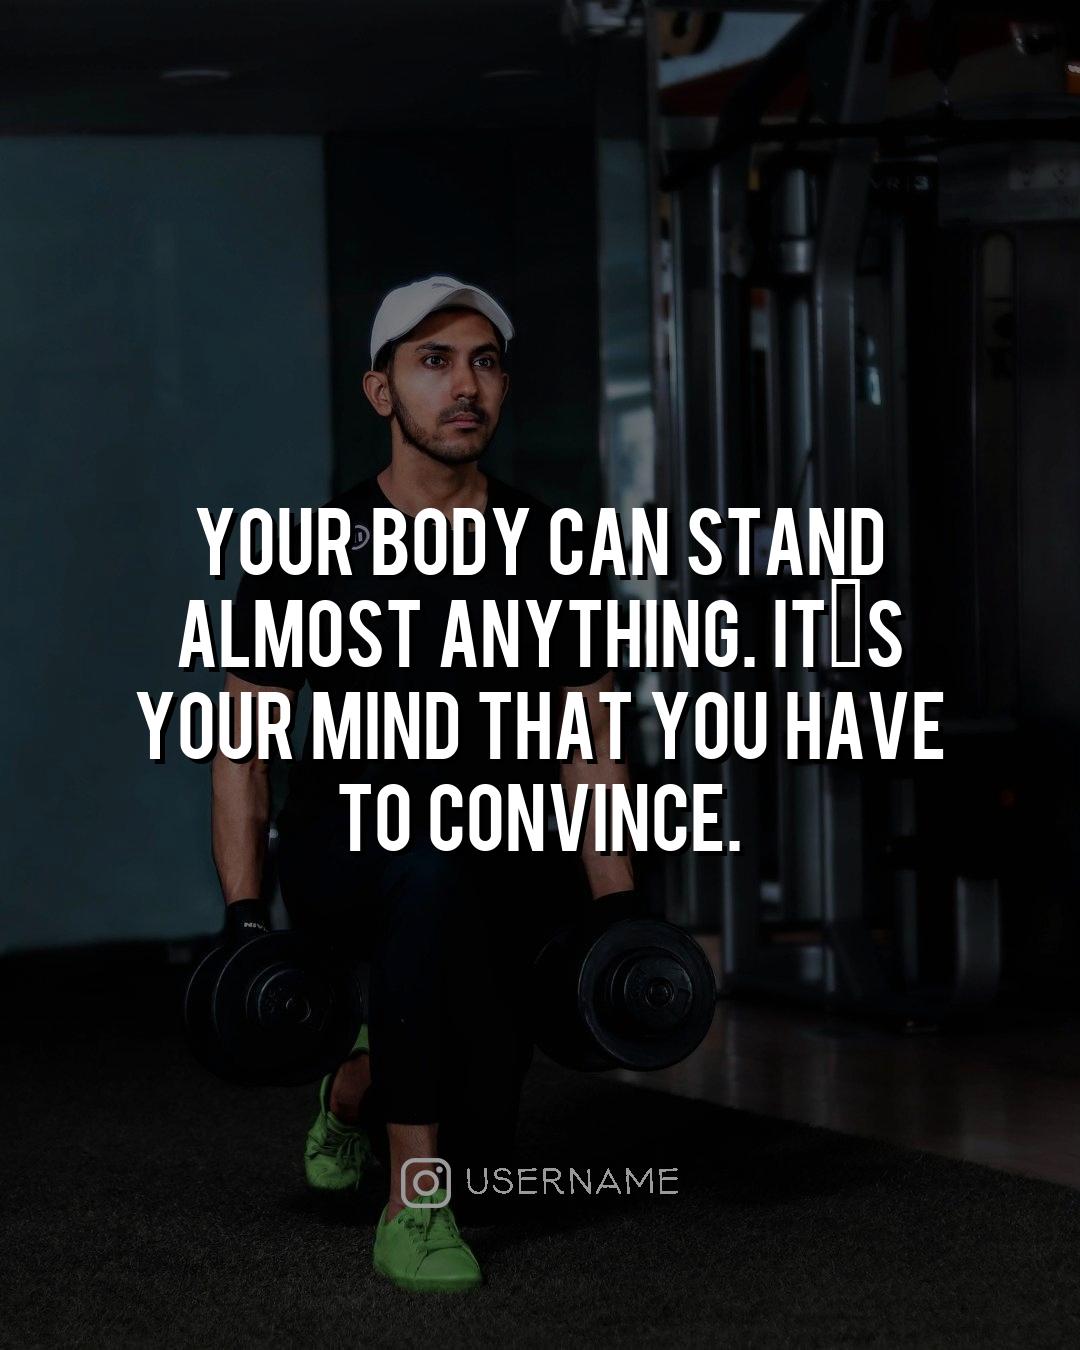 YOUR BODY CAN STAND
ALMOST ANYTHING. IT▯S
YOUR MIND THAT YOU HAVE
TO CONVINCE.
USERNAME